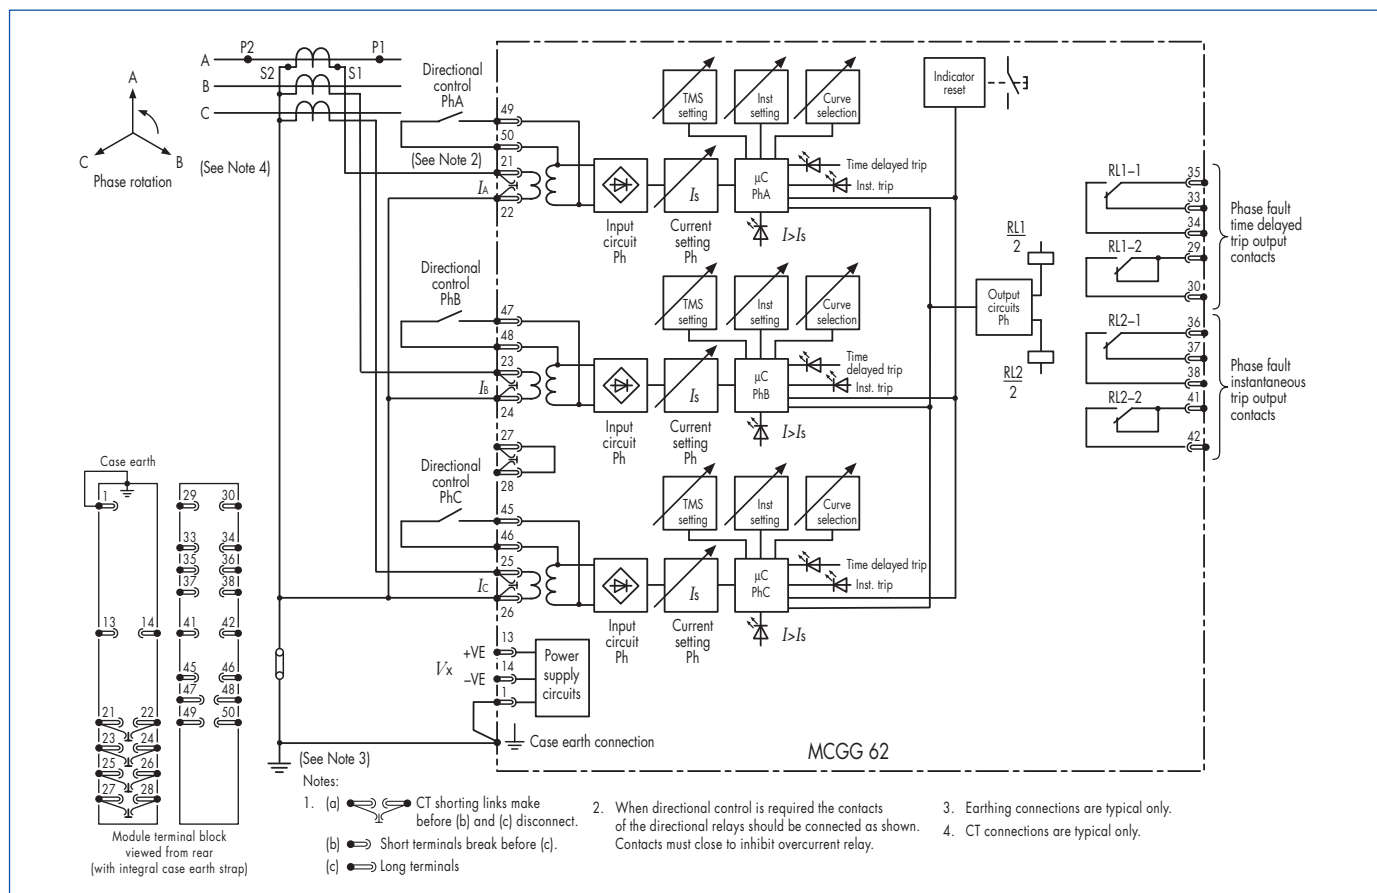 P2
P1
A
S2
S1
B
C
A
C
B
Phase rotation
(See Note 4)
Directional
control
PhA
49
50
(See Note 2)
21
IA
22
Input
circuit
Ph
Is
Current
setting
Ph
TMS
setting
Inst
setting
Curve
selection
µC
PhA
Time delayed trip
Inst. trip
I>Is
Indicator
reset
Directional
control
PhB
47
48
23
IB
24
27
28
Input
circuit
Ph
Is
Current
setting
Ph
TMS
setting
Inst
setting
Curve
selection
µC
PhB
Time
delayed trip
Inst. trip
I>Is
Directional
control
PhC
45
46
25
IC
26
Input
circuit
Ph
Is
Current
setting
Ph
TMS
setting
Inst
setting
Curve
selection
µC
PhC
Time delayed trip
Inst. trip
I>Is
RL1
2
Output
circuits
Ph
RL2
2
RL1–1
35
33
34
RL1–2
29
30
Phase fault
time delayed
trip output
contacts
RL2–1
36
37
38
RL2–2
41
42
Phase fault
instantaneous
trip output
contacts
Vx
+VE
13
–VE
14
1
Power
supply
circuits
Case earth connection
MCGG 62
(See Note 3)
Case earth
1
13 14
21 22
23 24
25 26
27 28
29 30
33 34
35 36
37 38
41 42
45 46
47 48
49 50
Module terminal block
viewed from rear
(with integral case earth strap)
Notes:
1. (a) CT shorting links make
before (b) and (c) disconnect.
(b) Short terminals break before (c).
(c) Long terminals
2. When directional control is required the contacts
of the directional relays should be connected as shown.
Contacts must close to inhibit overcurrent relay.
3. Earthing connections are typical only.
4. CT connections are typical only.